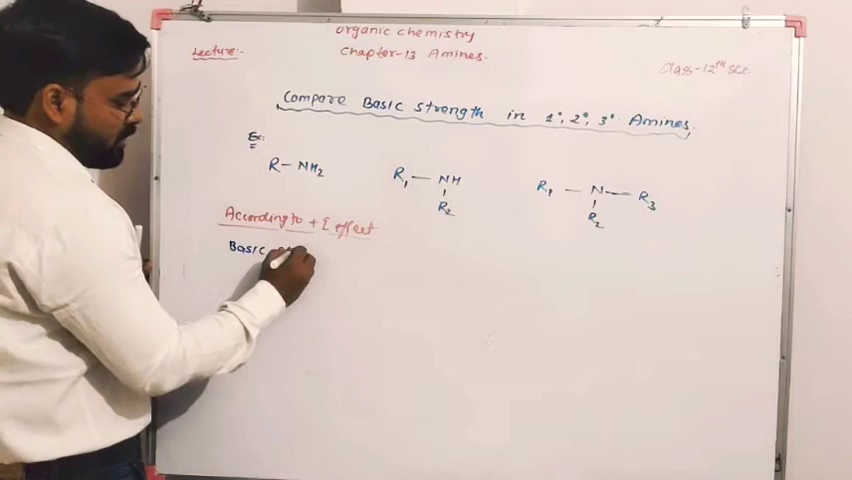 organic chemistry
Lecture:-
Chapter-13 Amines.
Class-12th sci.
Compare Basic strength in 1°, 2°, 3° Amines.
Ex:
R-NH2
R1-NH
R2
R1-N-R3
R2
According to + I effect
Basic